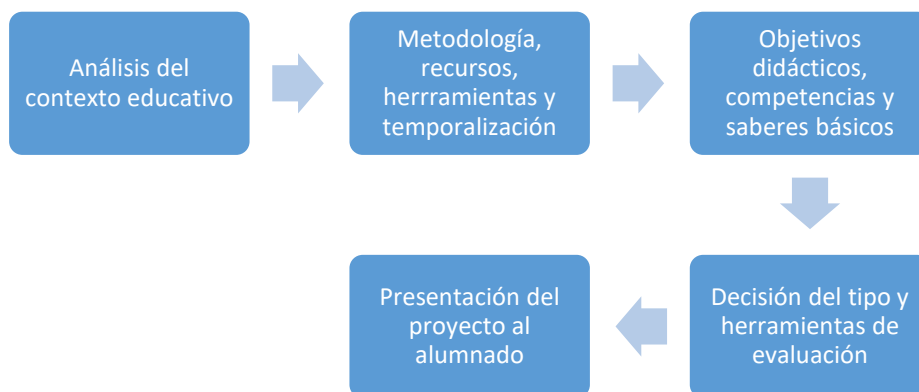 Análisis del
contexto educativo
Metodología,
recursos,
herrramientas y
temporalización
Objetivos
didácticos,
competencias y
saberes básicos
Decisión del tipo y
herramientas de
evaluación
Presentación del
proyecto al
alumnado